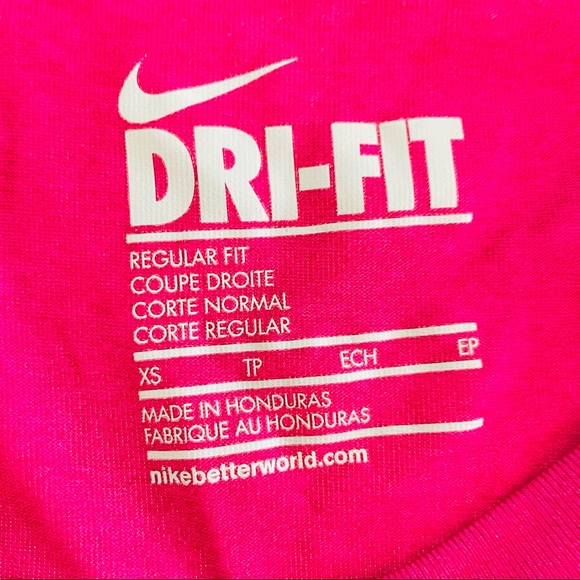 DRI-FIT
REGULAR FIT
COUPE DROITE
CORTE NORMAL
CORTE REGULAR
XS TP ECH EP
MADE IN HONDURAS
FABRIQUE AU HONDURAS
nikebetterworld.com